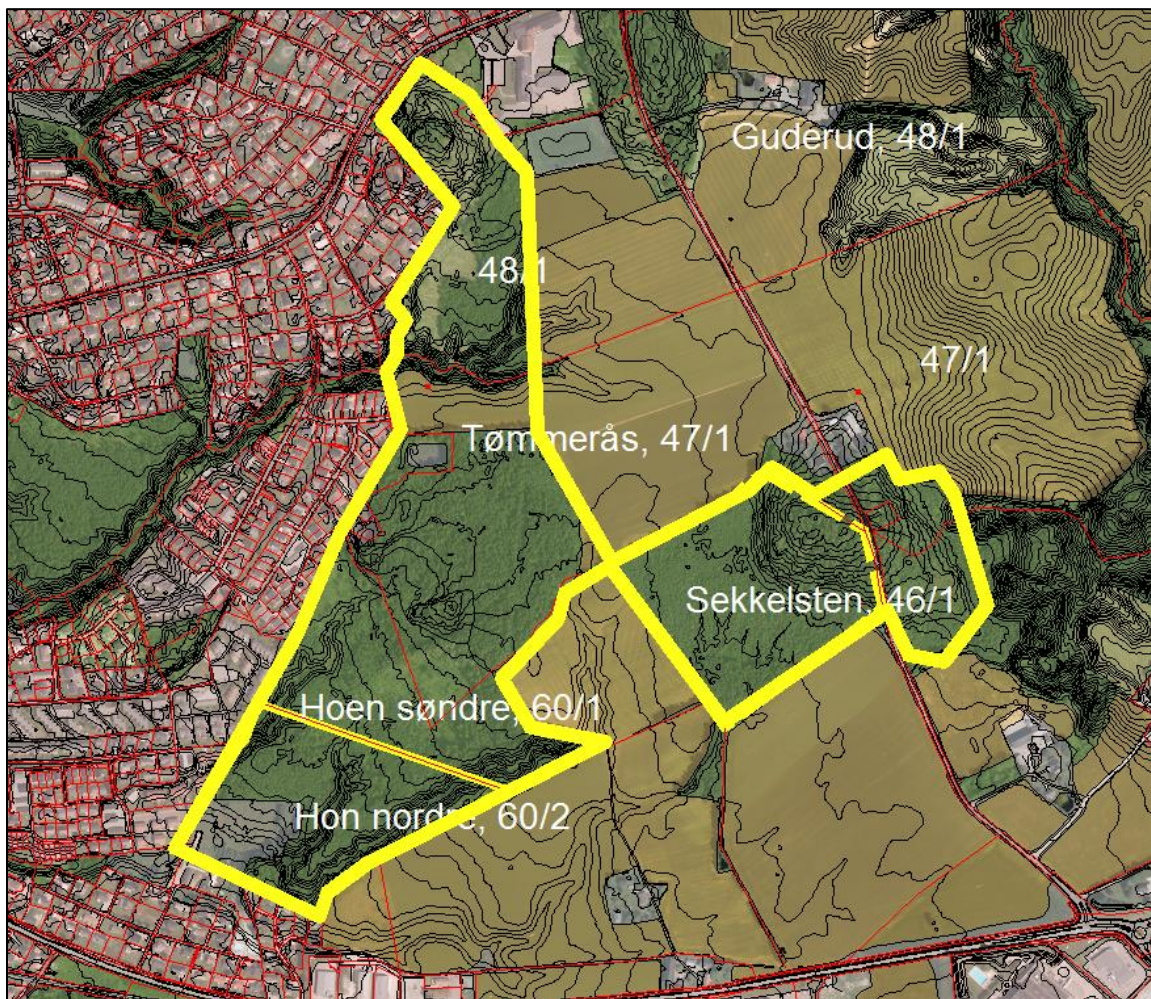 Guderud, 48/1
48/1
47/1
Tømmerås, 47/1
Sekkelsten, 46/1
Hoen søndre, 60/1
Hon nordre, 60/2